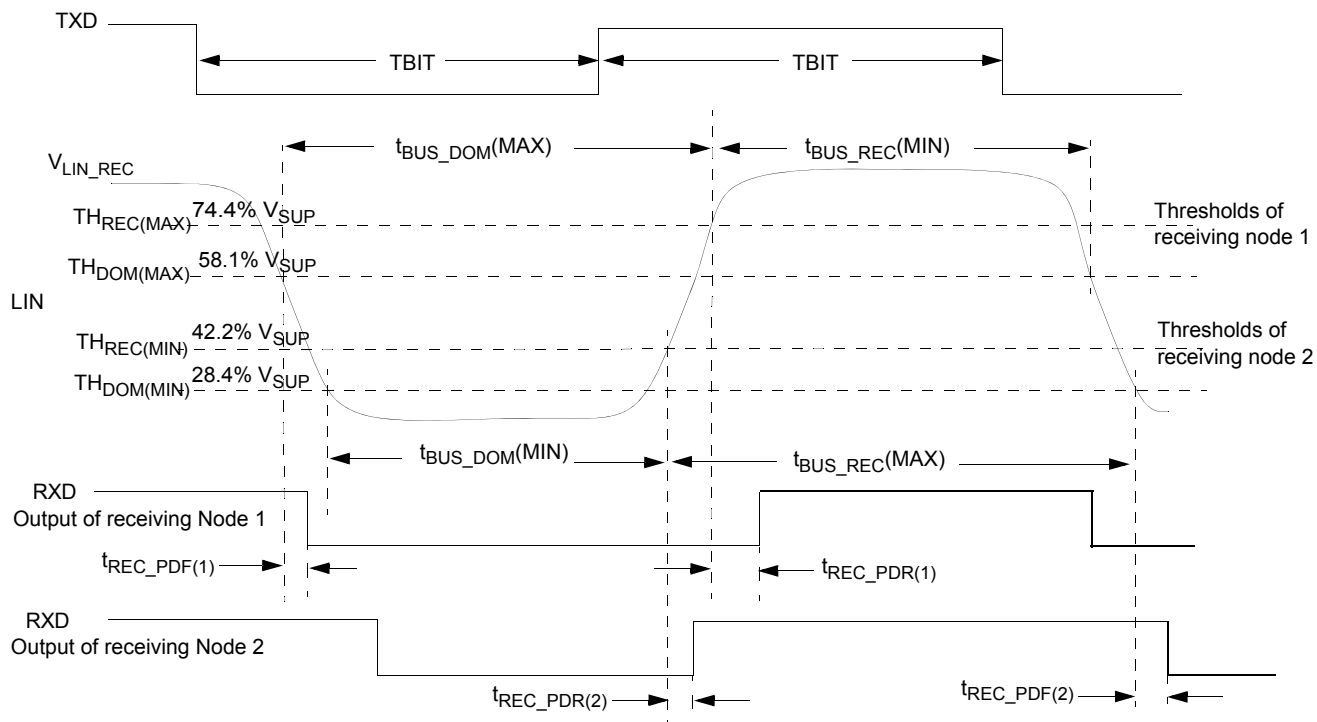 TXD
TBIT
TBIT
tBUS_DOM(MAX)
tBUS_REC(MIN)
VLIN_REC
THREC(MAX) 74.4% VSUP
Thresholds of
receiving node 1
THDOM(MAX) 58.1% VSUP
LIN
THREC(MIN) 42.2% VSUP
Thresholds of
receiving node 2
THDOM(MIN) 28.4% VSUP
tBUS_DOM(MIN)
tBUS_REC(MAX)
RXD
Output of receiving Node 1
tREC_PDF(1)
tREC_PDR(1)
RXD
Output of receiving Node 2
tREC_PDR(2)
tREC_PDF(2)